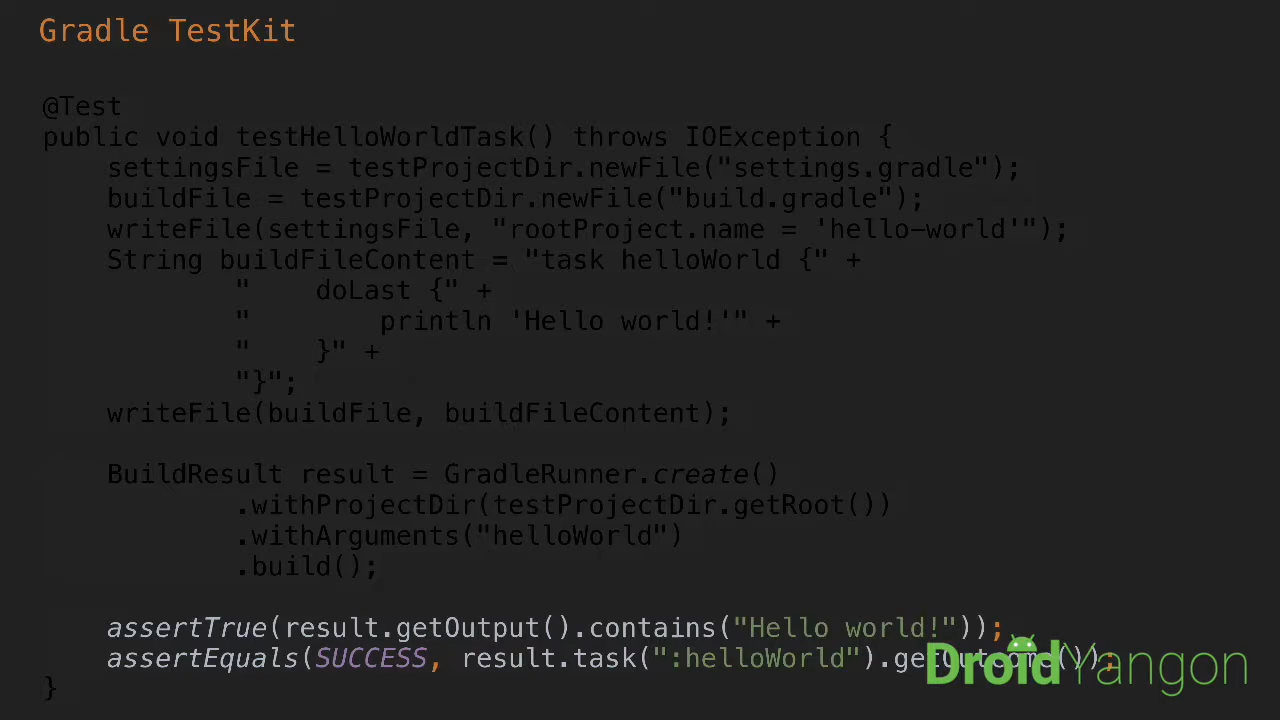 Gradle TestKit
@Test
public void testHelloWorldTask() throws IOException {
settingsFile = testProjectDir.newFile("settings.gradle");
buildFile = testProjectDir.newFile("build.gradle");
writeFile(settingsFile, "rootProject.name = 'hello-world'");
String buildFileContent = "task helloWorld {" +
"    doLast {" +
"        println 'Hello world!'" +
"    }" +
"}";
writeFile(buildFile, buildFileContent);
BuildResult result = GradleRunner.create()
.withProjectDir(testProjectDir.getRoot())
.withArguments("helloWorld")
.build();
assertTrue(result.getOutput().contains("Hello world!"));
assertEquals(SUCCESS, result.task(":helloWorld").getOutcome());
}
DroidYangon